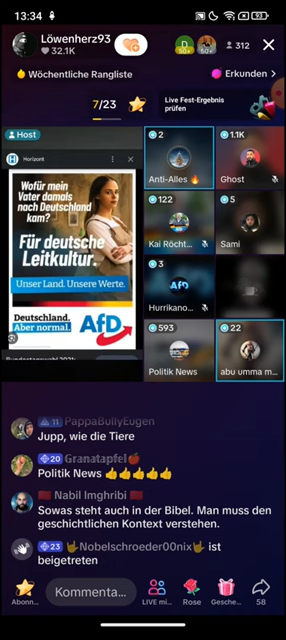 13:34
93
Löwenherz93
32.1K
50+
50+
312
Wöchentliche Rangliste
Erkunden >
7/23
Live Fest-Ergebnis
prüfen
Host
Horizont
Wofür mein
Vater damals
nach Deutschland
kam?
Für deutsche
Leitkultur.
Unser Land. Unsere Werte.
Deutschland.
Aber normal.
AfD
2
Anti-Alles
1.1K
Ghost
122
Kai Röcht...
5
Sami
3
AfD
Hurrikano...
593
Politik News
22
abu umma m...
11 PappaBullyEugen
Jupp, wie die Tiere
20 Granatapfel
Politik News
Nabil Imghribi
Sowas steht auch in der Bibel. Man muss den
geschichtlichen Kontext verstehen.
23 Nobelschroeder00nix ist
beigetreten
Abonn...
Kommenta...
LIVE mi...
Rose
Gesche...
58